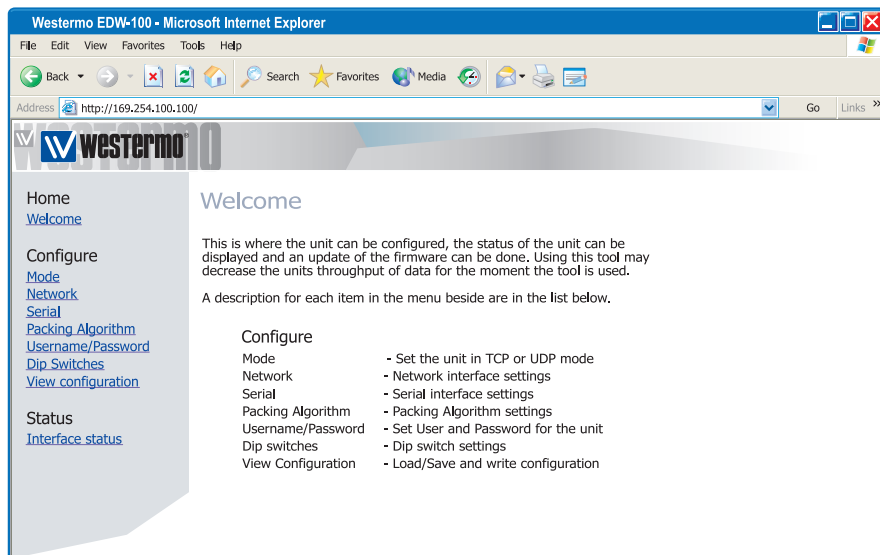 Westermo EDW-100 - Microsoft Internet Explorer
File Edit View Favorites Tools Help
Back Search Favorites Media
Address http://169.254.100.100/ Go Links »
westermo®
Home
Welcome
Configure
Mode
Network
Serial
Packing Algorithm
Username/Password
Dip Switches
View configuration
Status
Interface status
Welcome
This is where the unit can be configured, the status of the unit can be
displayed and an update of the firmware can be done. Using this tool may
decrease the units throughput of data for the moment the tool is used.
A description for each item in the menu beside are in the list below.
Configure
Mode - Set the unit in TCP or UDP mode
Network - Network interface settings
Serial - Serial interface settings
Packing Algorithm - Packing Algorithm settings
Username/Password - Set User and Password for the unit
Dip switches - Dip switch settings
View Configuration - Load/Save and write configuration